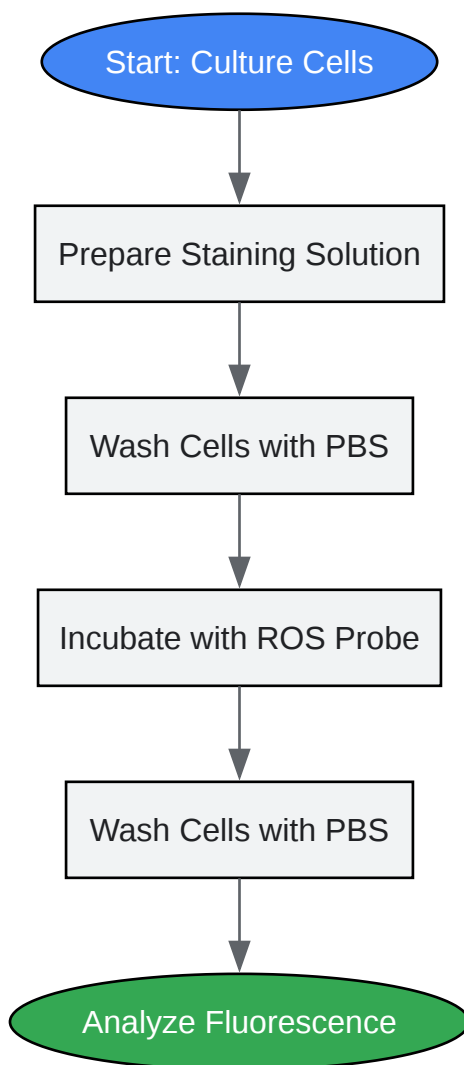 Start: Culture Cells
Prepare Staining Solution
Wash Cells with PBS
Incubate with ROS Probe
Wash Cells with PBS
Analyze Fluorescence